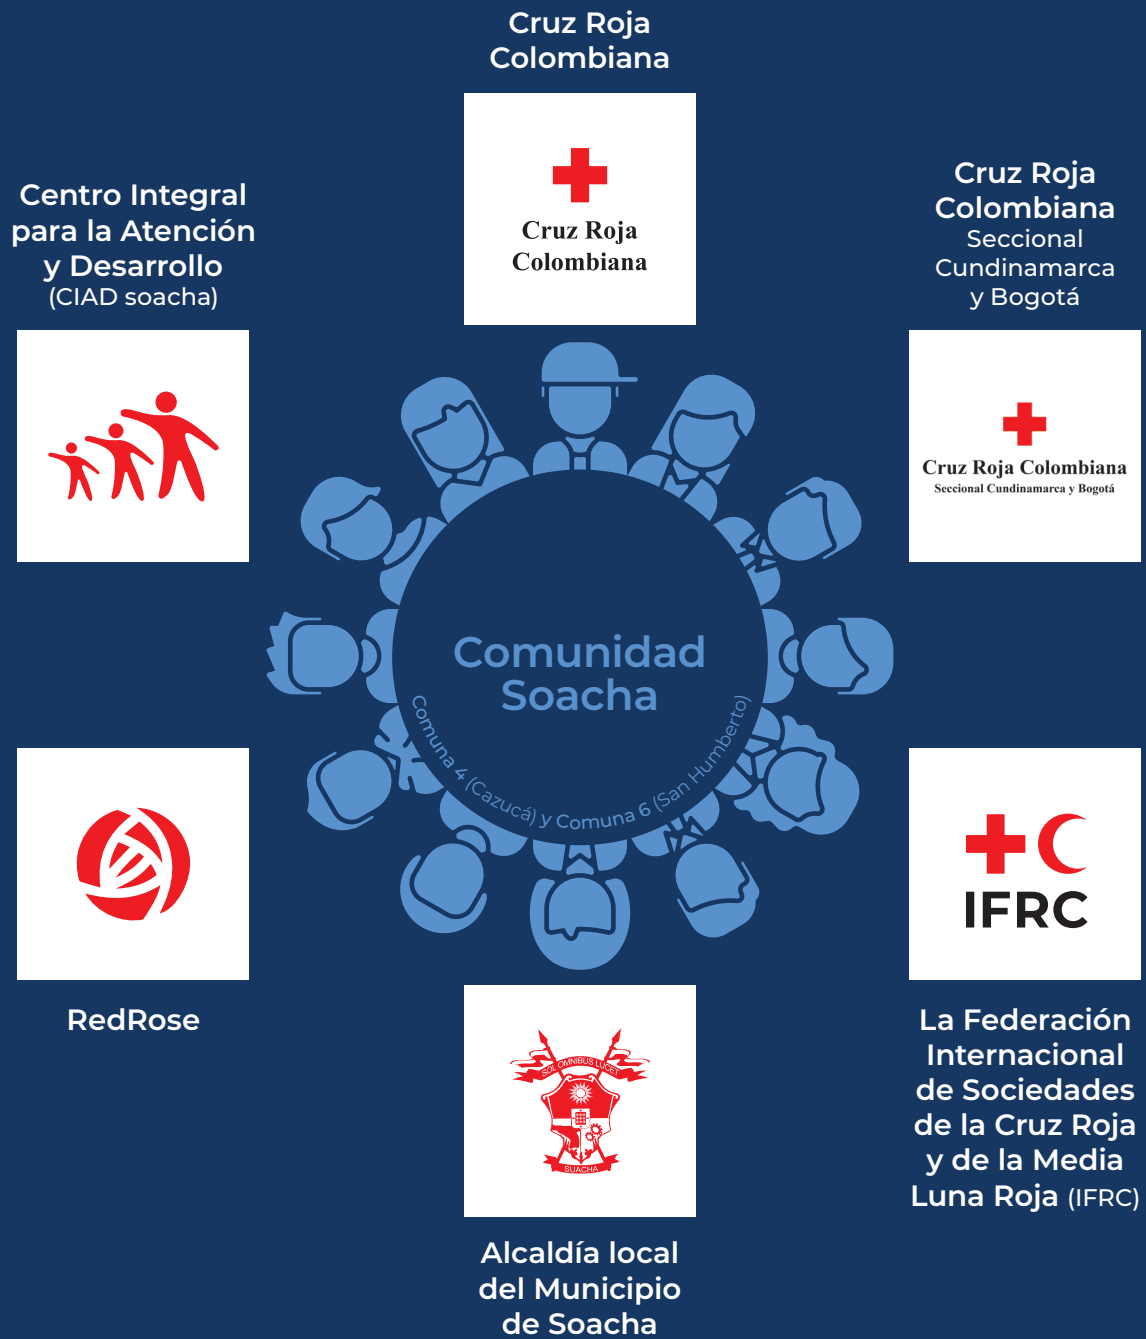 Cruz Roja
Colombiana
Cruz Roja
Colombiana
Centro Integral
para la Atención
y Desarrollo
(CIAD soacha)
Cruz Roja
Colombiana
Seccional
Cundinamarca
y Bogotá
Cruz Roja Colombiana
Seccional Cundinamarca y Bogotá
Comunidad
Soacha
Comuna 4 (Cazucá) y Comuna 6 (San Humberto)
RedRose
IFRC
La Federación
Internacional
de Sociedades
de la Cruz Roja
y de la Media
Luna Roja (IFRC)
SOL OMNIBUS LUCET
SUACHA
Alcaldía local
del Municipio
de Soacha